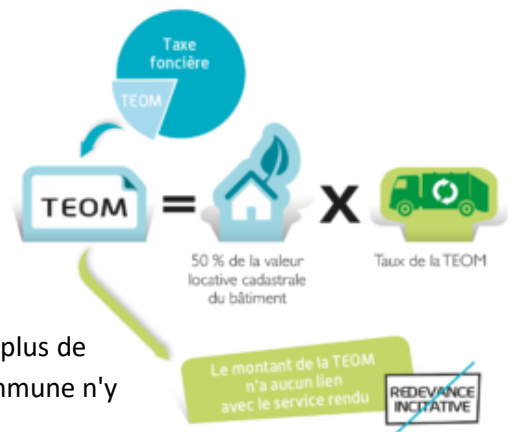 Taxe
foncière
TEOM
TEOM = X
50 % de la valeur
locative cadastrale
du bâtiment
Taux de la TEOM
plus de
mmune n'y
Le montant de la TEOM
n'a aucun lien
avec le service rendu
REDEVANCE
INCITATIVE